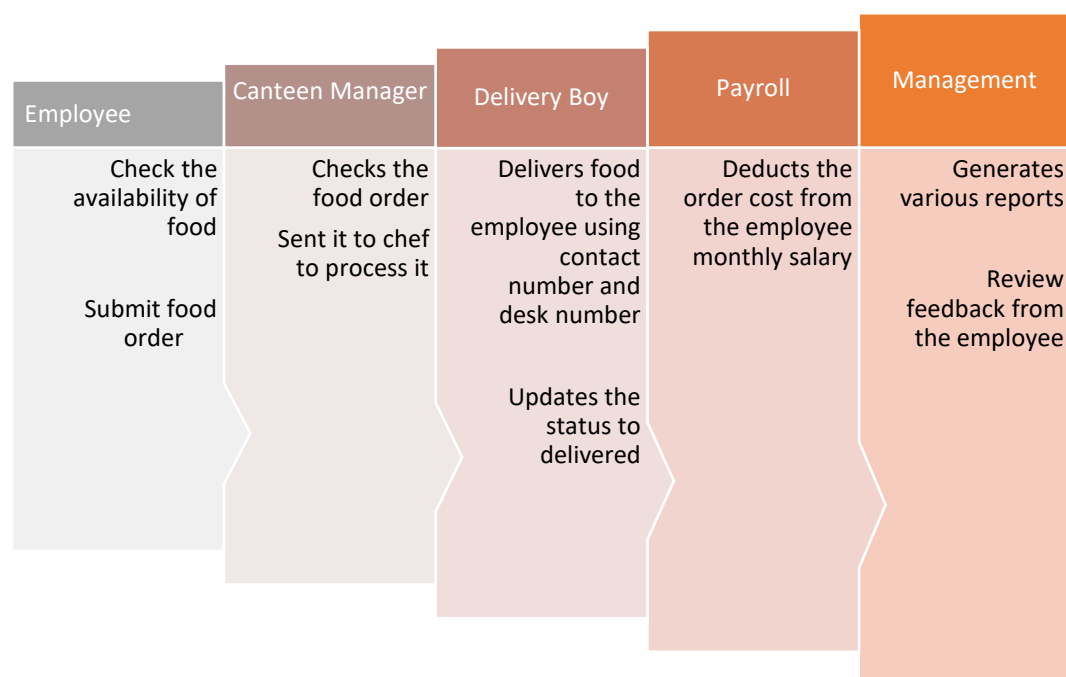 Employee
Check the
availability of
food
Submit food
order
Canteen Manager
Checks the
food order
Sent it to chef
to process it
Delivery Boy
Delivers food
to the
employee using
contact
number and
desk number
Updates the
status to
delivered
Payroll
Deducts the
order cost from
the employee
monthly salary
Management
Generates
various reports
Review
feedback from
the employee